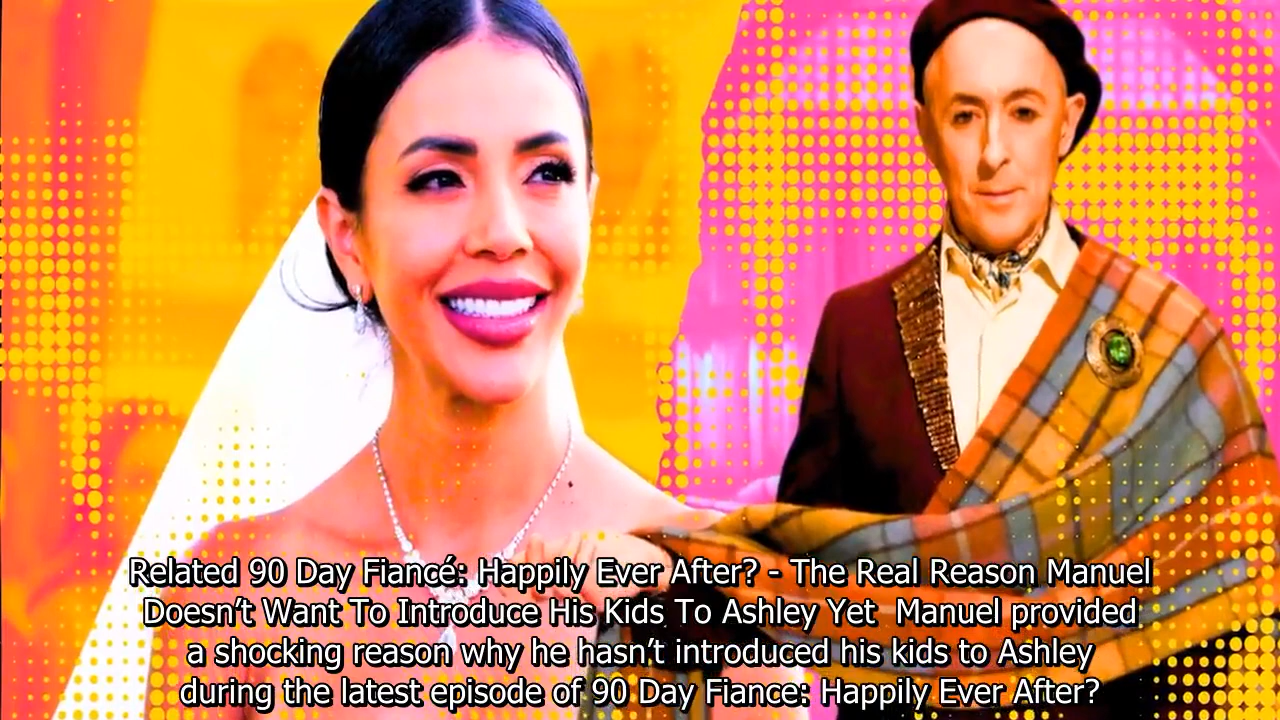 Related 90 Day Fiancé: Happily Ever After? - The Real Reason Manuel
Doesn’t Want To Introduce His Kids To Ashley Yet  Manuel provided
a shocking reason why he hasn’t introduced his kids to Ashley
during the latest episode of 90 Day Fiance: Happily Ever After?